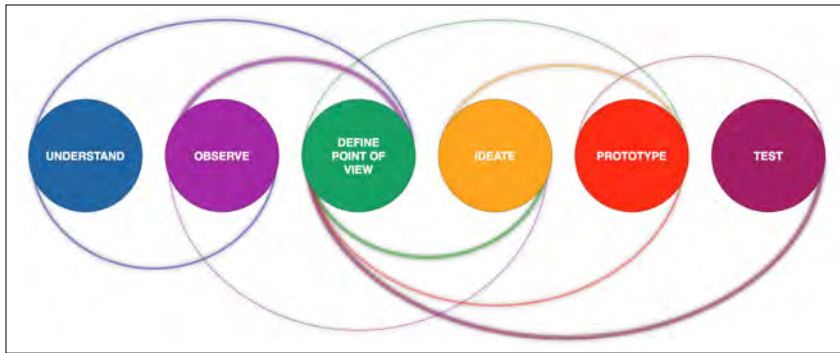 UNDERSTAND
OBSERVE
DEFINE
POINT OF
VIEW
IDEATE
PROTOTYPE
TEST